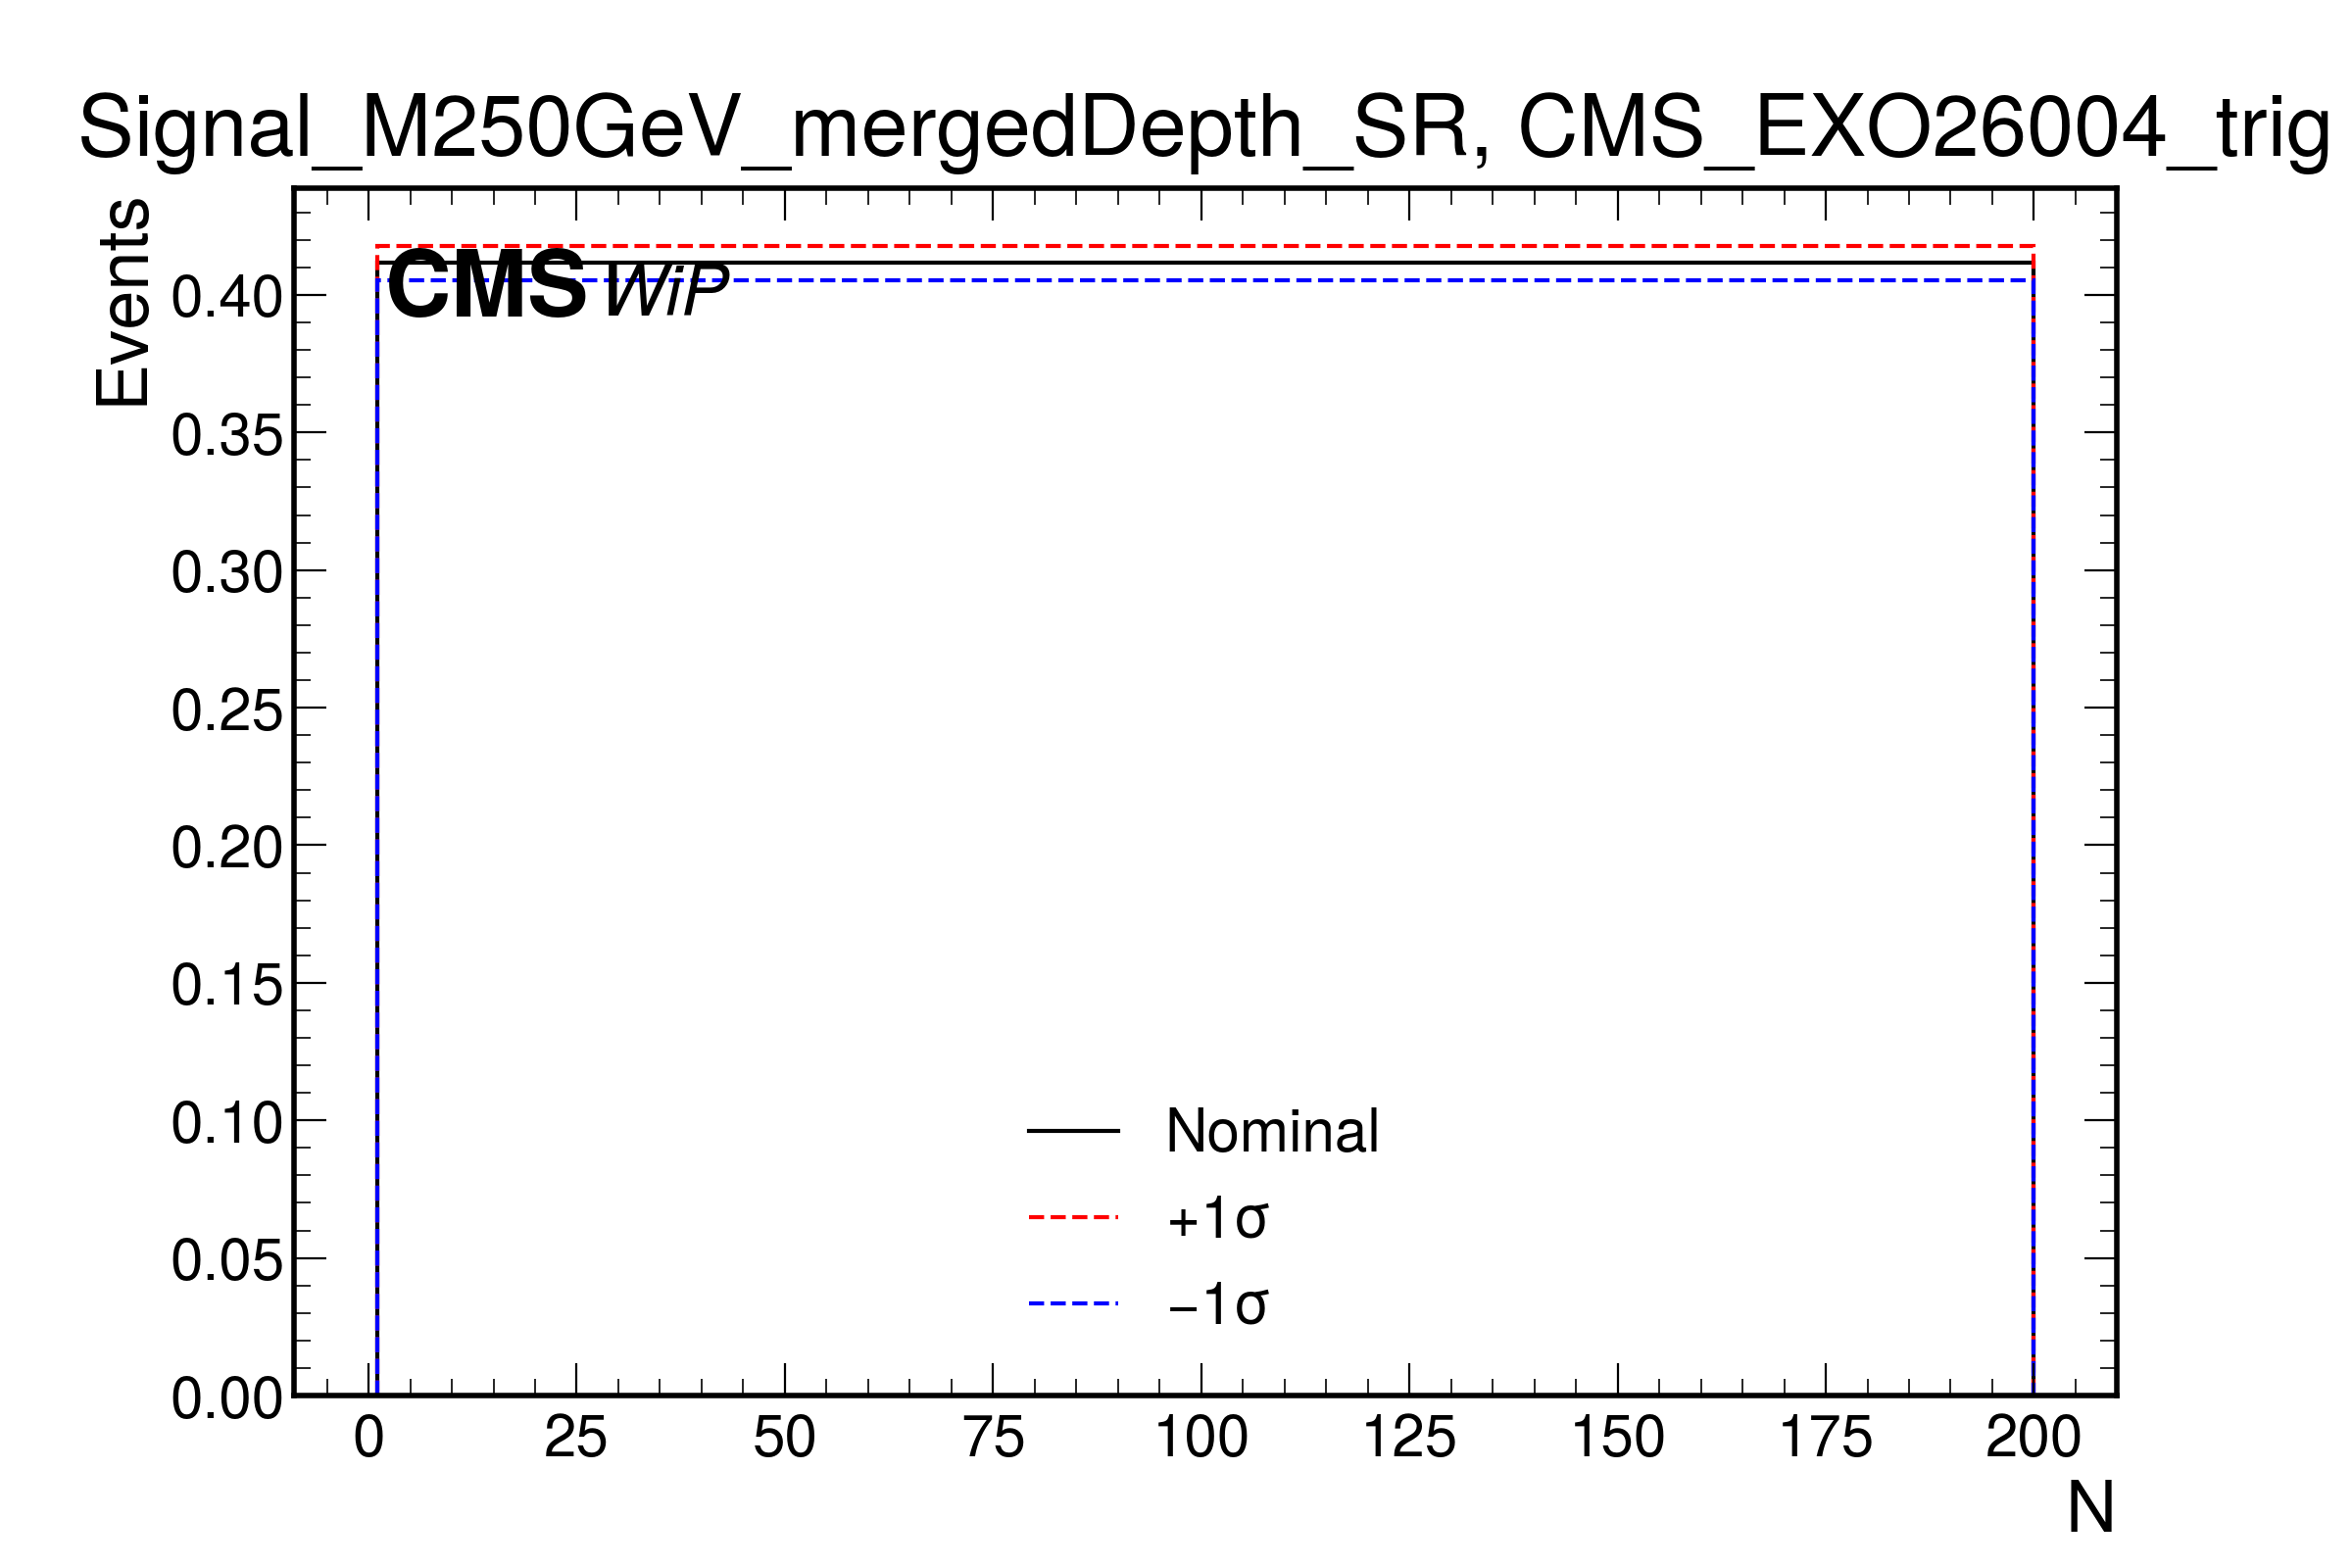 Signal_M250GeV_mergedDepth_SR, CMS_EXO26004_trig
Events
CMS WiP
0.40
0.35
0.30
0.25
0.20
0.15
0.10
0.05
0.00
Nominal
+1σ
−1σ
0 25 50 75 100 125 150 175 200
N